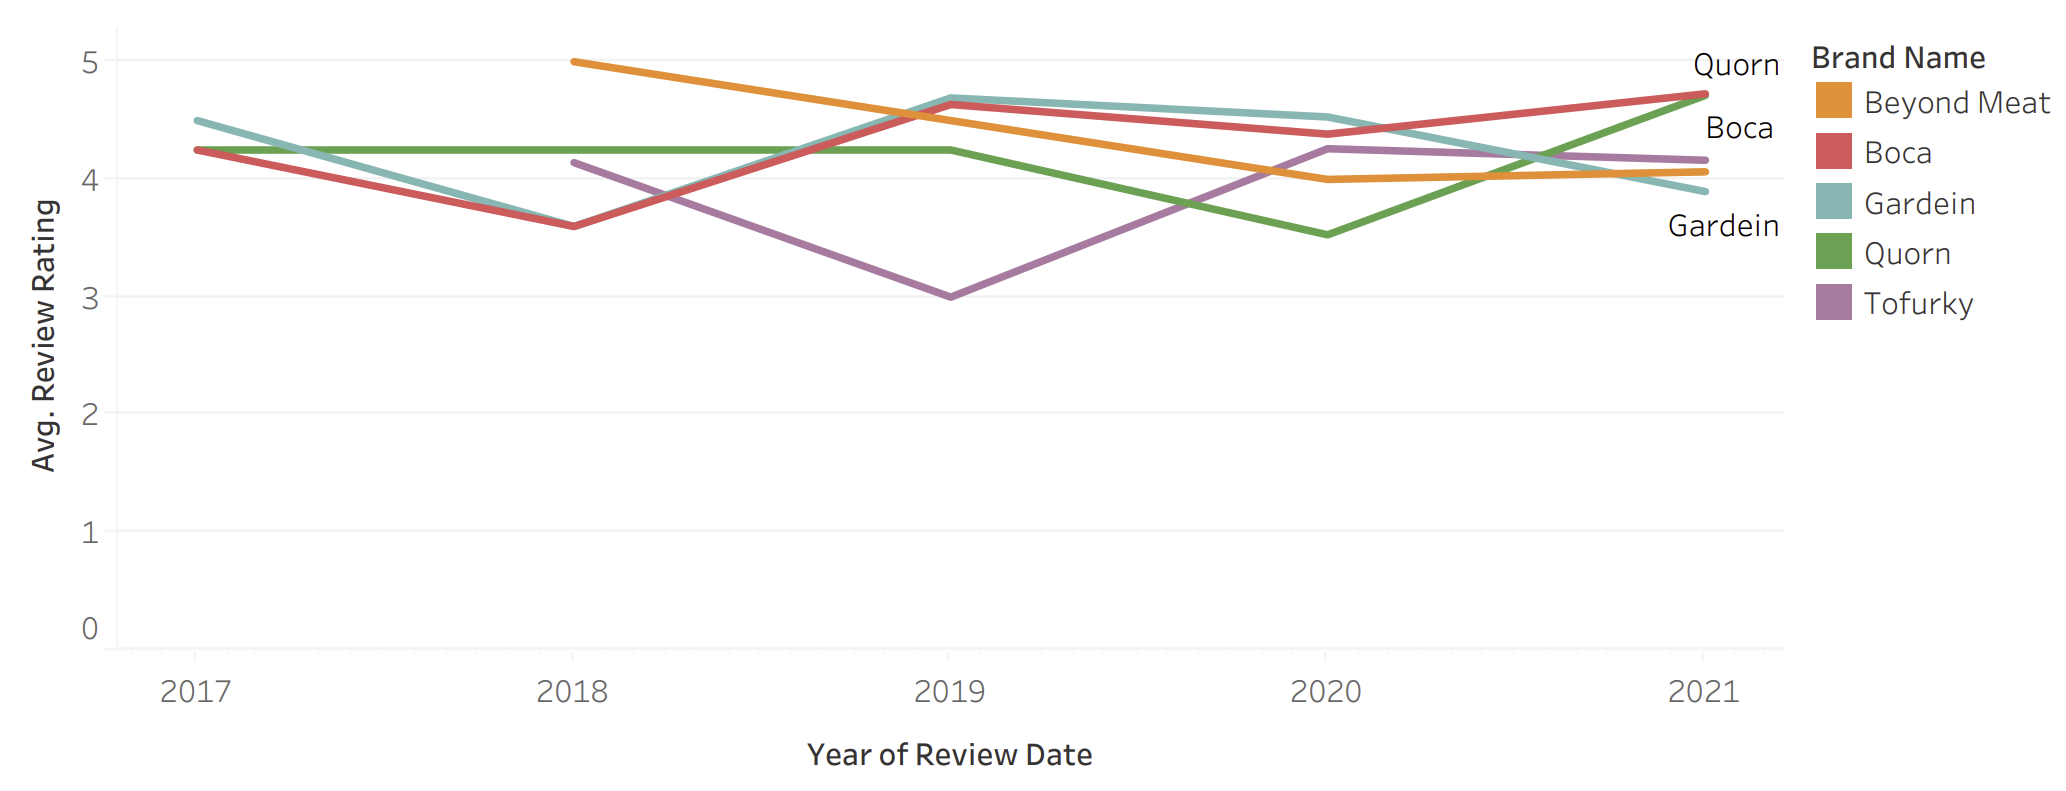 5
4
3
2
1
0
Avg. Review Rating
Quorn
Boca
Gardein
2017 2018 2019 2020 2021
Year of Review Date
Brand Name
Beyond Meat
Boca
Gardein
Quorn
Tofurky